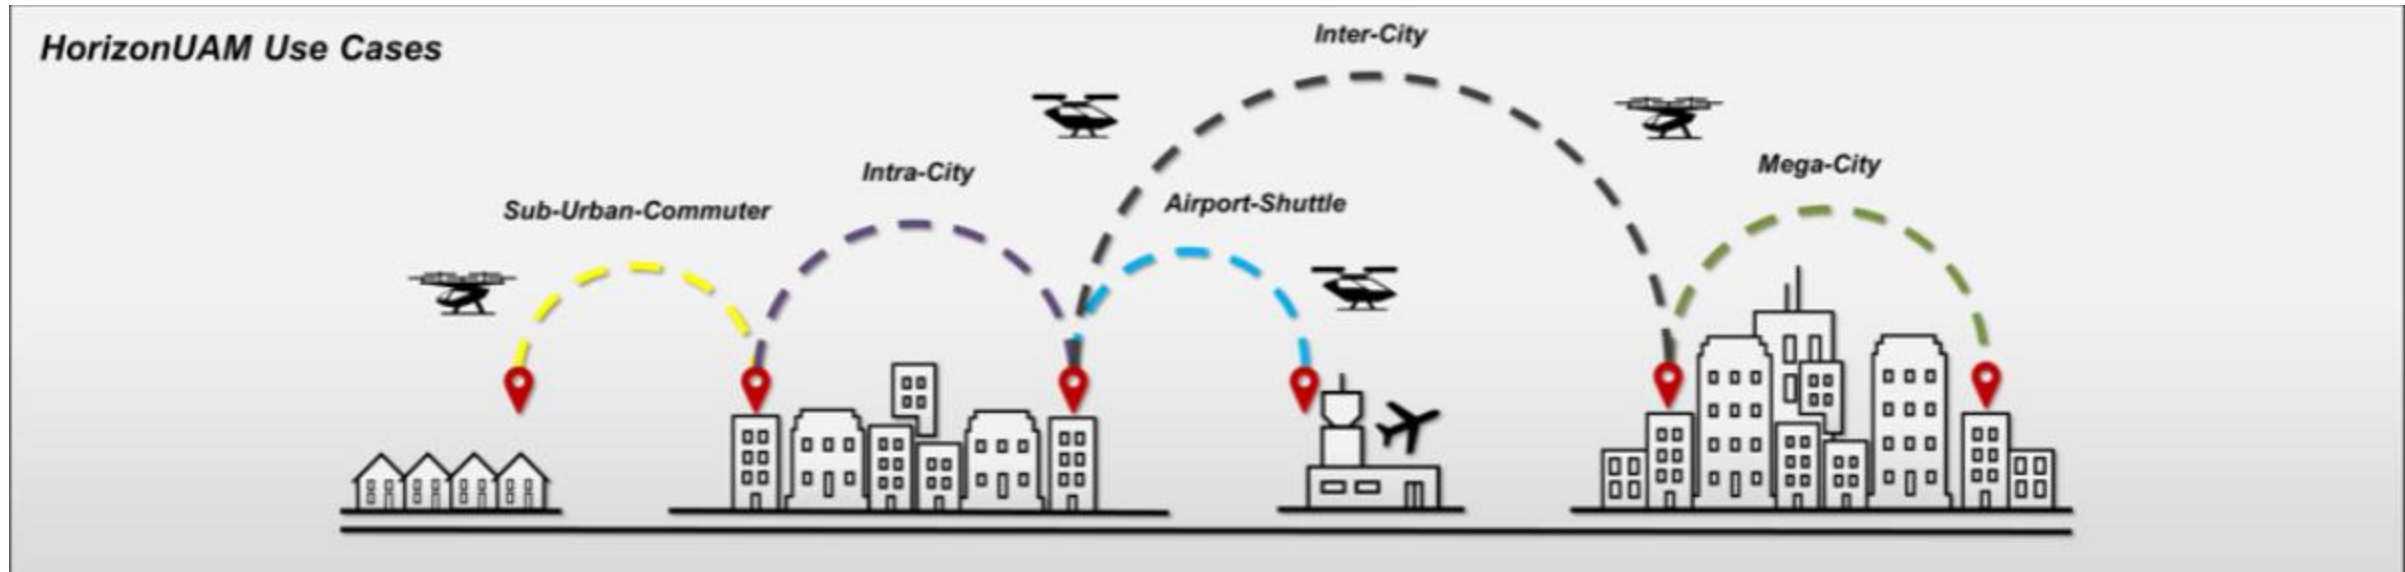 HorizonUAM Use Cases
Inter-City
Intra-City
Mega-City
Sub-Urban-Commuter
Airport-Shuttle